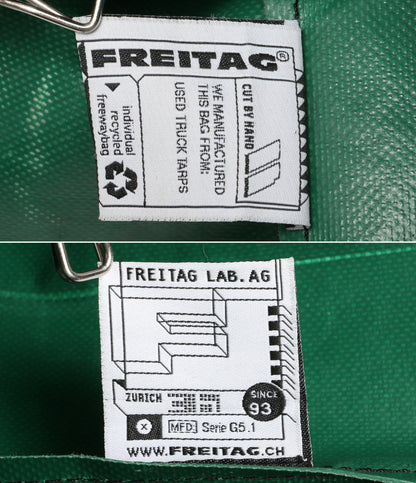 FREITAG®
CUT BY HAND
WE MANUFACTURED
THIS BAG FROM:
USED TRUCK TARPS
individual
recycled
freewaybag
FREITAG LAB. AG
ZURICH
SINCE
93
MFD: Serie G5.1
WWW.FREITAG.CH